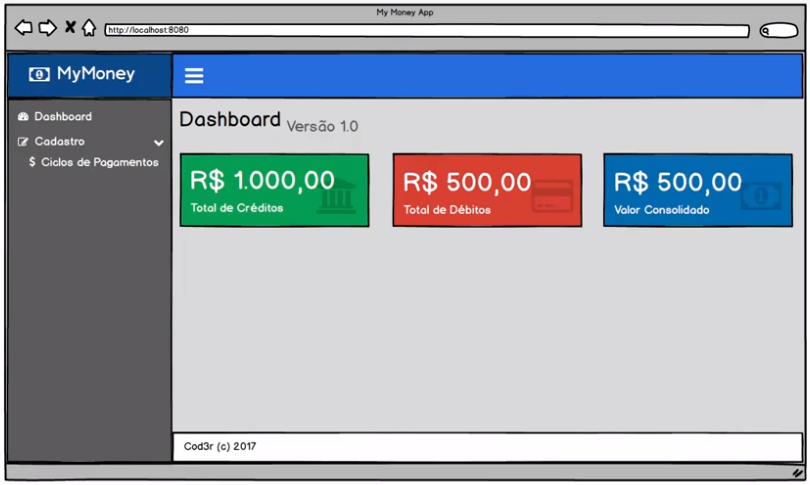 My Money App
http://localhost:8080
MyMoney
Dashboard
Cadastro
$ Ciclos de Pagamentos
Dashboard Versão 1.0
R$ 1.000,00
Total de Créditos
R$ 500,00
Total de Débitos
R$ 500,00
Valor Consolidado
Cod3r (c) 2017